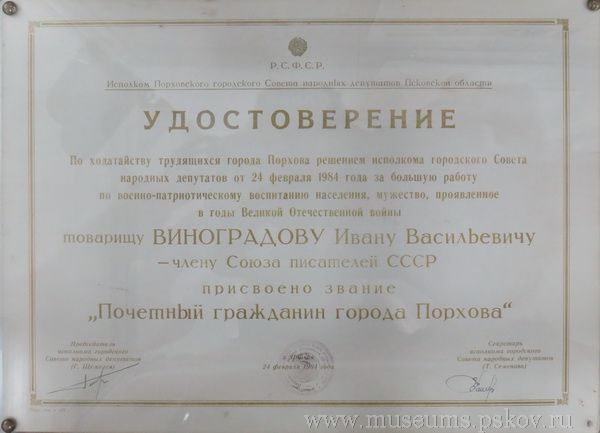 Р.С.Ф.С.Р.
Исполком Порховского городского Совета народных депутатов Псковской области
УДОСТОВЕРЕНИЕ
По ходатайству трудящихся города Порхова решением исполкома городского Совета
народных депутатов от 24 февраля 1984 года за большую работу
по военно-патриотическому воспитанию населения, мужество, проявленное
в годы Великой Отечественной войны
товарищу ВИНОГРАДОВУ Ивану Васильевичу
— члену Союза писателей СССР
присвоено звание
„Почетный гражданин города Порхова“
Председатель
исполкома городского
Совета народных депутатов
г. Порхов
24 февраля 1984 года
Секретарь
исполкома городского
Совета народных депутатов
(Т. Семенова)
www.museums.pskov.ru